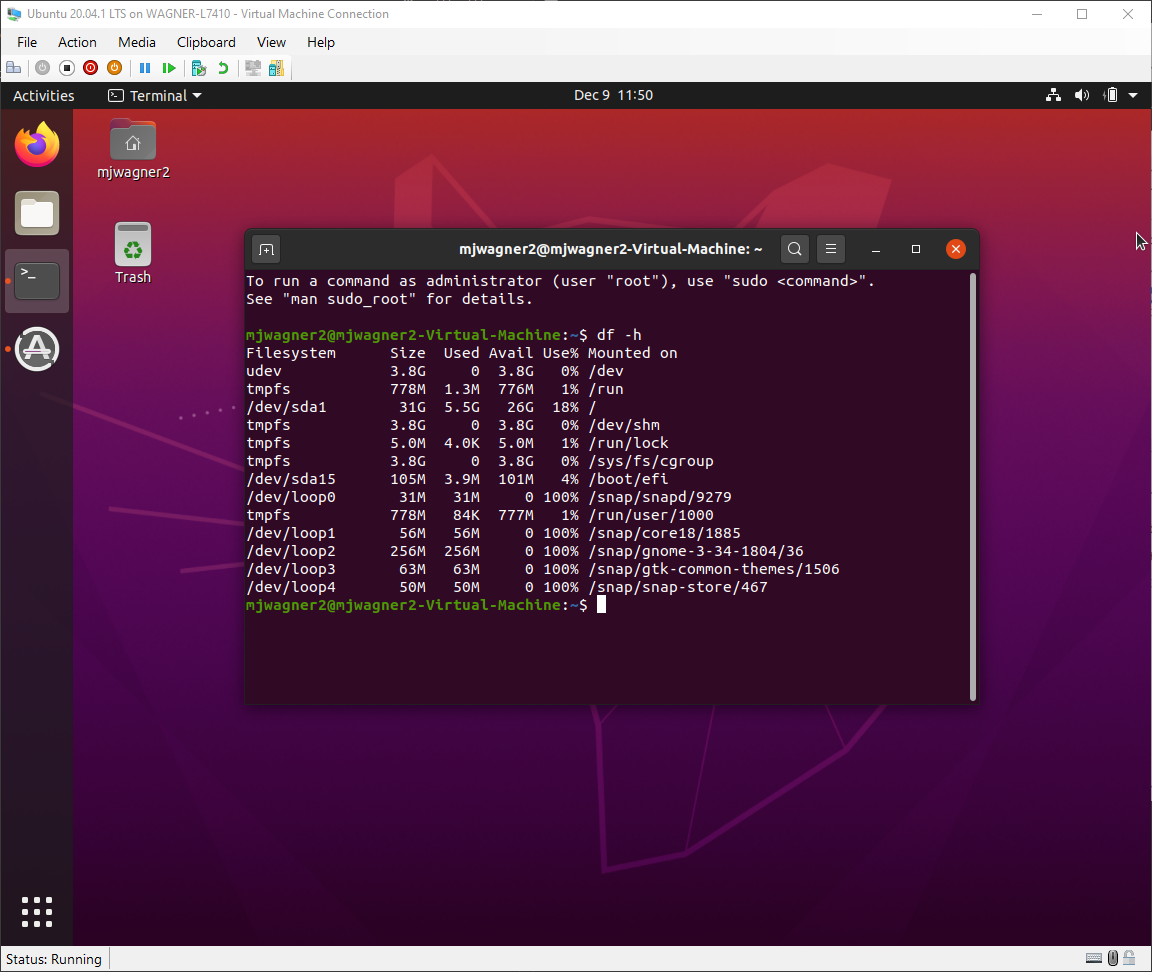 Ubuntu 20.04.1 LTS on WAGNER-L7410 - Virtual Machine Connection
File Action Media Clipboard View Help
Activities Terminal Dec 9 11:50
mjwagner2
Trash
mjwagner2@mjwagner2-Virtual-Machine: ~
To run a command as administrator (user "root"), use "sudo <command>".
See "man sudo_root" for details.
mjwagner2@mjwagner2-Virtual-Machine:~$ df -h
Filesystem      Size  Used Avail Use% Mounted on
udev            3.8G     0  3.8G   0% /dev
tmpfs           778M  1.3M  776M   1% /run
/dev/sda1        31G  5.5G   26G  18% /
tmpfs           3.8G     0  3.8G   0% /dev/shm
tmpfs           5.0M  4.0K  5.0M   1% /run/lock
tmpfs           3.8G     0  3.8G   0% /sys/fs/cgroup
/dev/sda15      105M  3.9M  101M   4% /boot/efi
/dev/loop0       31M   31M     0 100% /snap/snapd/9279
tmpfs           778M   84K  777M   1% /run/user/1000
/dev/loop1       56M   56M     0 100% /snap/core18/1885
/dev/loop2      256M  256M     0 100% /snap/gnome-3-34-1804/36
/dev/loop3       63M   63M     0 100% /snap/gtk-common-themes/1506
/dev/loop4       50M   50M     0 100% /snap/snap-store/467
mjwagner2@mjwagner2-Virtual-Machine:~$
Status: Running